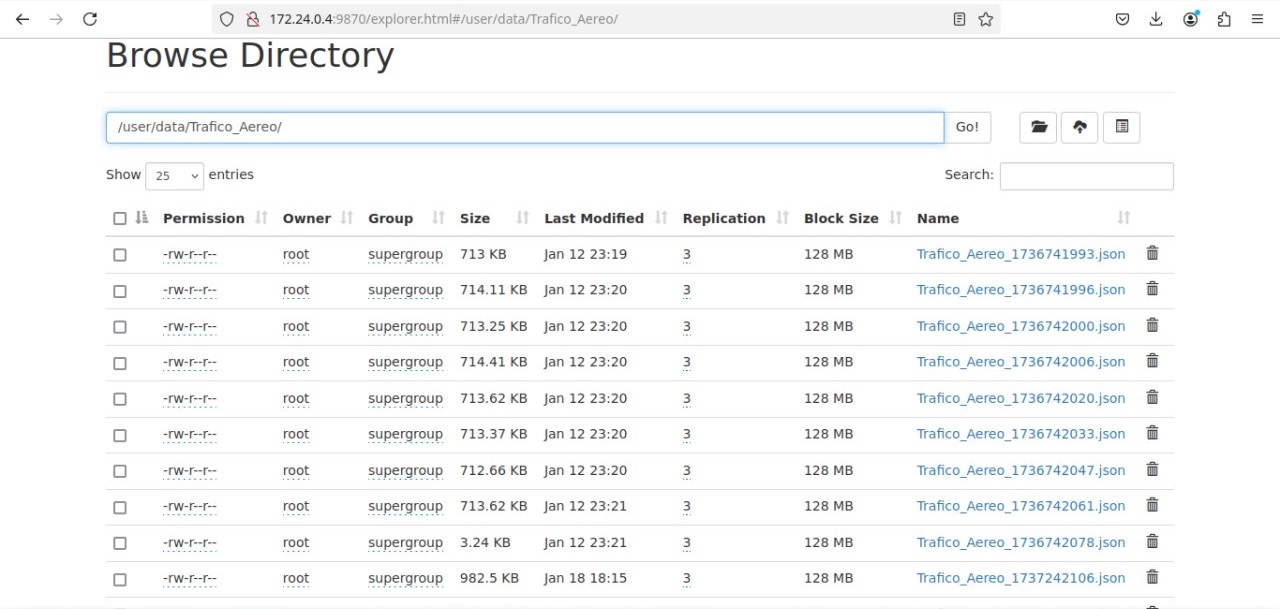 172.24.0.4:9870/explorer.html#/user/data/Trafico_Aereo/
Browse Directory
/user/data/Trafico_Aereo/ Go!
Show 25 entries Search:
Permission Owner Group Size Last Modified Replication Block Size Name
-rw-r--r-- root supergroup 713 KB Jan 12 23:19 3 128 MB Trafico_Aereo_1736741993.json
-rw-r--r-- root supergroup 714.11 KB Jan 12 23:20 3 128 MB Trafico_Aereo_1736741996.json
-rw-r--r-- root supergroup 713.25 KB Jan 12 23:20 3 128 MB Trafico_Aereo_1736742000.json
-rw-r--r-- root supergroup 714.41 KB Jan 12 23:20 3 128 MB Trafico_Aereo_1736742006.json
-rw-r--r-- root supergroup 713.62 KB Jan 12 23:20 3 128 MB Trafico_Aereo_1736742020.json
-rw-r--r-- root supergroup 713.37 KB Jan 12 23:20 3 128 MB Trafico_Aereo_1736742033.json
-rw-r--r-- root supergroup 712.66 KB Jan 12 23:20 3 128 MB Trafico_Aereo_1736742047.json
-rw-r--r-- root supergroup 713.62 KB Jan 12 23:21 3 128 MB Trafico_Aereo_1736742061.json
-rw-r--r-- root supergroup 3.24 KB Jan 12 23:21 3 128 MB Trafico_Aereo_1736742078.json
-rw-r--r-- root supergroup 982.5 KB Jan 18 18:15 3 128 MB Trafico_Aereo_1737242106.json